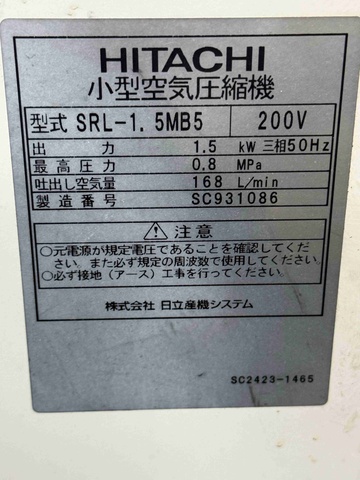 HITACHI
小型空気圧縮機
型式 SRL-1.5MB5 200V
出力 1.5 kW 三相50Hz
最高圧力 0.8 MPa
吐出し空気量 168 L/min
製造番号 SC931086
⚠注意
○元電源が規定電圧であることを確認してくだ
さい。また必ず規定の周波数で使用ください。
○必ず接地（アース）工事を行ってください。
株式会社 日立産機システム
SC2423-1465